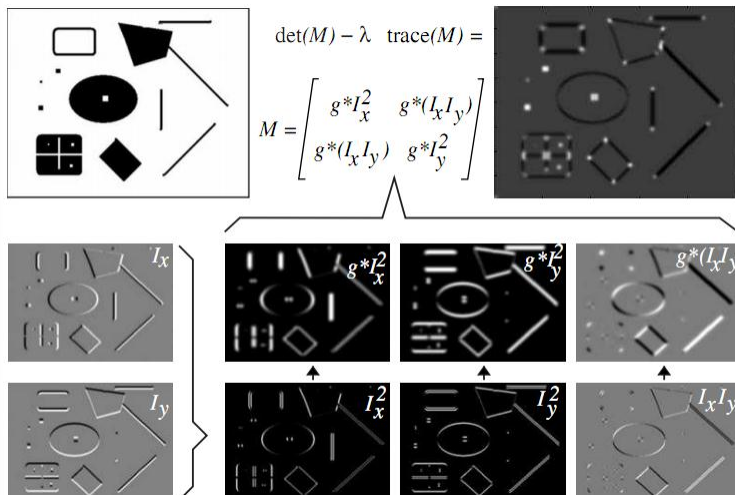 det(M) − λ trace(M) =
M = [ g*I_x^2 g*(I_xI_y)
g*(I_xI_y) g*I_y^2 ]
I_x
g*I_x^2
g*I_y^2
g*(I_xI_y
I_y
I_x^2
I_y^2
I_xI_y